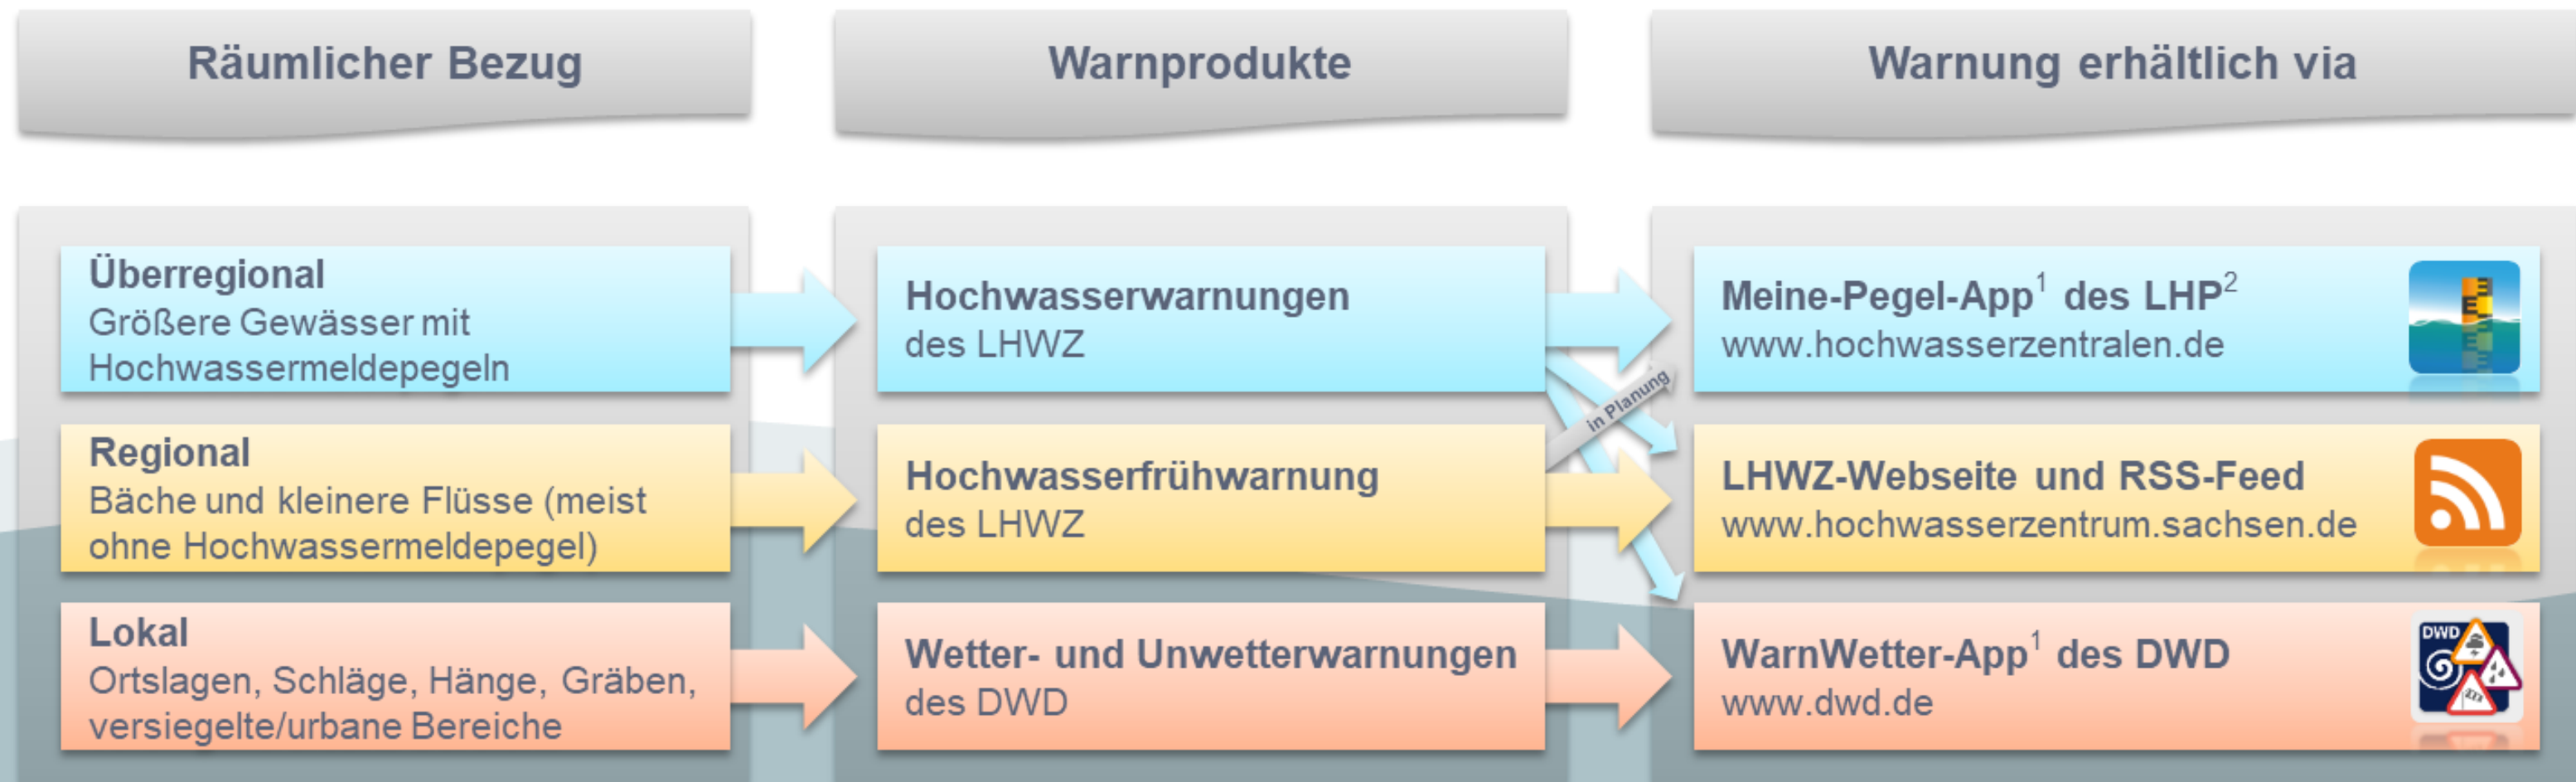 Räumlicher Bezug
Warnprodukte
Warnung erhältlich via
Überregional
Größere Gewässer mit
Hochwassermeldepegeln
Hochwasserwarnungen
des LHWZ
Meine-Pegel-App¹ des LHP²
www.hochwasserzentralen.de
in Planung
Regional
Bäche und kleinere Flüsse (meist
ohne Hochwassermeldepegel)
Hochwasserfrühwarnung
des LHWZ
LHWZ-Webseite und RSS-Feed
www.hochwasserzentrum.sachsen.de
Lokal
Ortslagen, Schläge, Hänge, Gräben,
versiegelte/urbane Bereiche
Wetter- und Unwetterwarnungen
des DWD
WarnWetter-App¹ des DWD
www.dwd.de
DWD